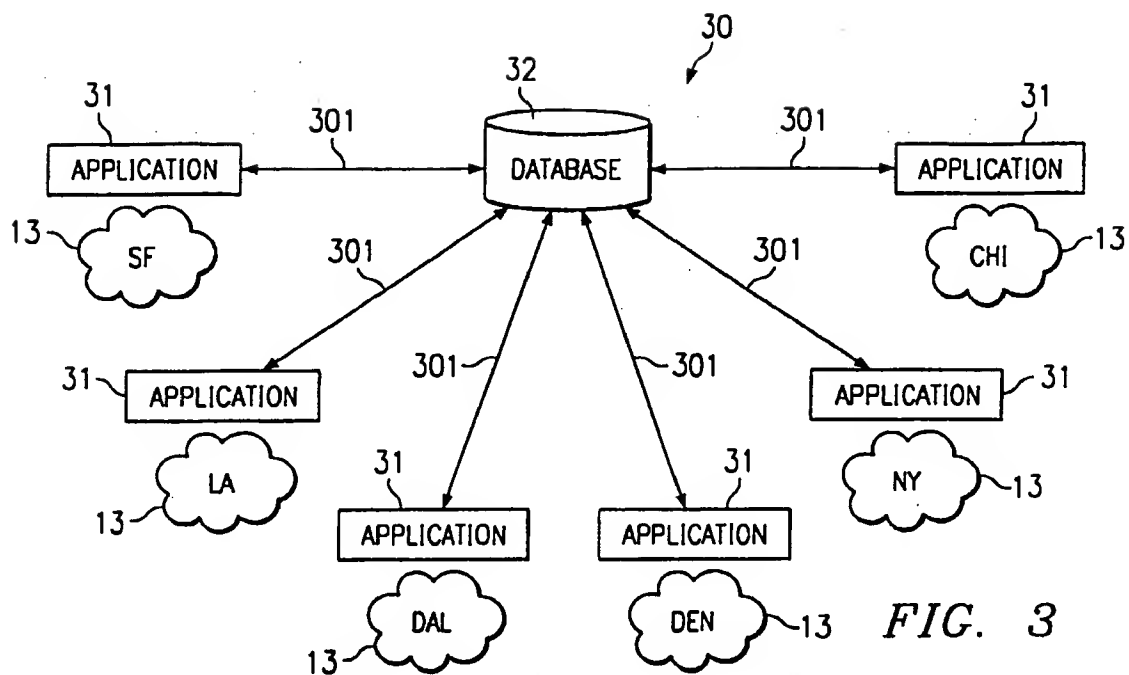 30
32
31
301
301
31
APPLICATION
DATABASE
APPLICATION
13
SF
CHI
13
301
301
301
301
31
APPLICATION
APPLICATION
31
LA
13
31
31
NY
13
APPLICATION
APPLICATION
DAL
13
DEN
13
FIG. 3